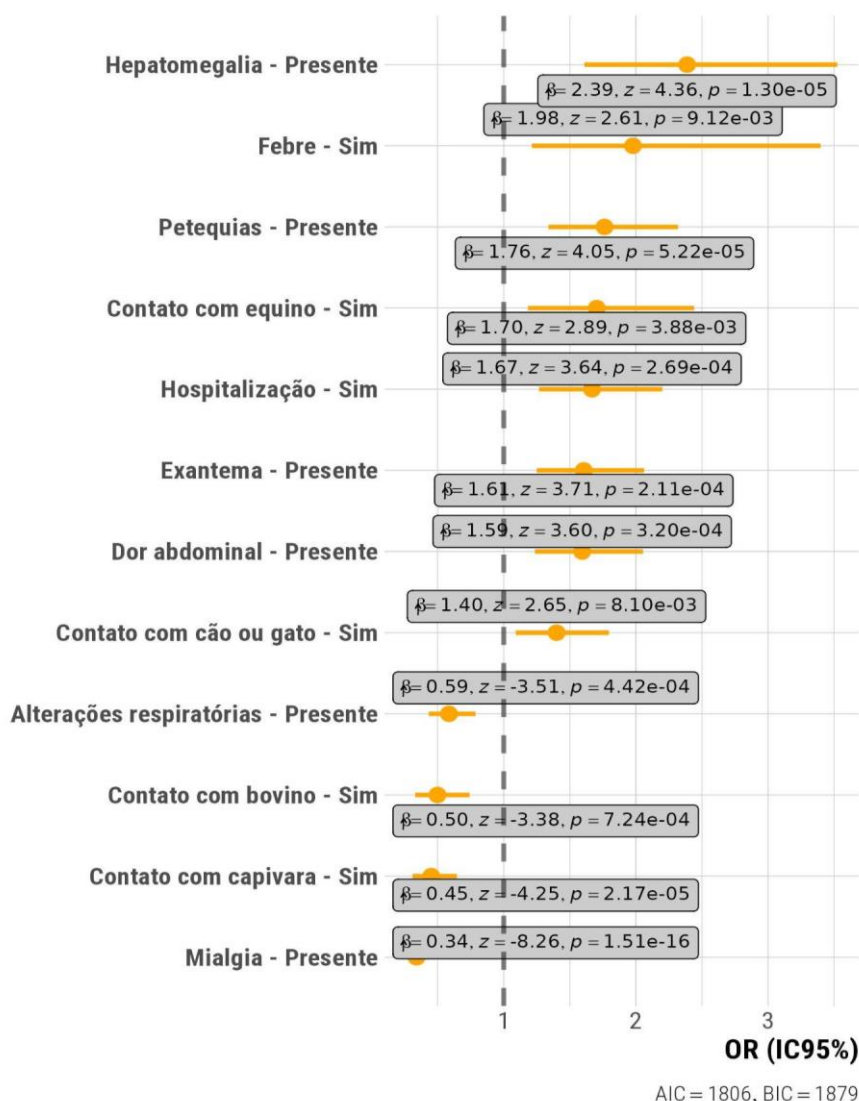 Hepatomegalia - Presente
β̂ = 2.39, z = 4.36, p = 1.30e-05
β̂ = 1.98, z = 2.61, p = 9.12e-03
Febre - Sim
Petequias - Presente
β̂ = 1.76, z = 4.05, p = 5.22e-05
Contato com equino - Sim
β̂ = 1.70, z = 2.89, p = 3.88e-03
β̂ = 1.67, z = 3.64, p = 2.69e-04
Hospitalização - Sim
Exantema - Presente
β̂ = 1.61, z = 3.71, p = 2.11e-04
β̂ = 1.59, z = 3.60, p = 3.20e-04
Dor abdominal - Presente
β̂ = 1.40, z = 2.65, p = 8.10e-03
Contato com cão ou gato - Sim
β̂ = 0.59, z = -3.51, p = 4.42e-04
Alterações respiratórias - Presente
Contato com bovino - Sim
β̂ = 0.50, z = -3.38, p = 7.24e-04
Contato com capivara - Sim
β̂ = 0.45, z = -4.25, p = 2.17e-05
β̂ = 0.34, z = -8.26, p = 1.51e-16
Mialgia - Presente
1 2 3
OR (IC95%)
AIC = 1806, BIC = 1879